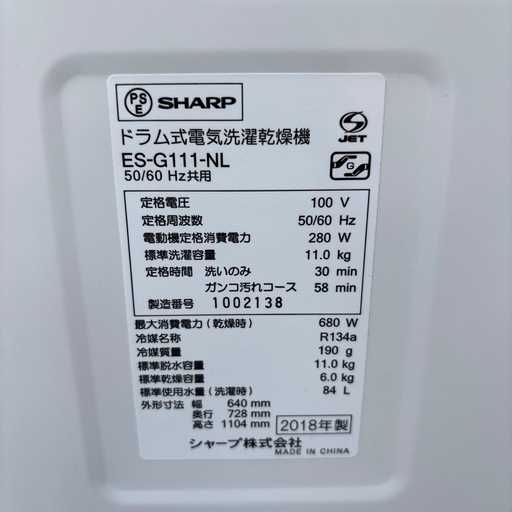 PSE SHARP
JET
ドラム式電気洗濯乾燥機
ES-G111-NL
50/60 Hz共用
G
定格電圧 100 V
定格周波数 50/60 Hz
電動機定格消費電力 280 W
標準洗濯容量 11.0 kg
定格時間 洗いのみ 30 min
ガンコ汚れコース 58 min
製造番号 1002138
最大消費電力(乾燥時) 680 W
冷媒名称 R134a
冷媒質量 190 g
標準脱水容量 11.0 kg
標準乾燥容量 6.0 kg
標準使用水量(洗濯時) 84 L
外形寸法 幅 640 mm
奥行 728 mm
高さ 1104 mm
2018年製
シャープ株式会社
MADE IN CHINA